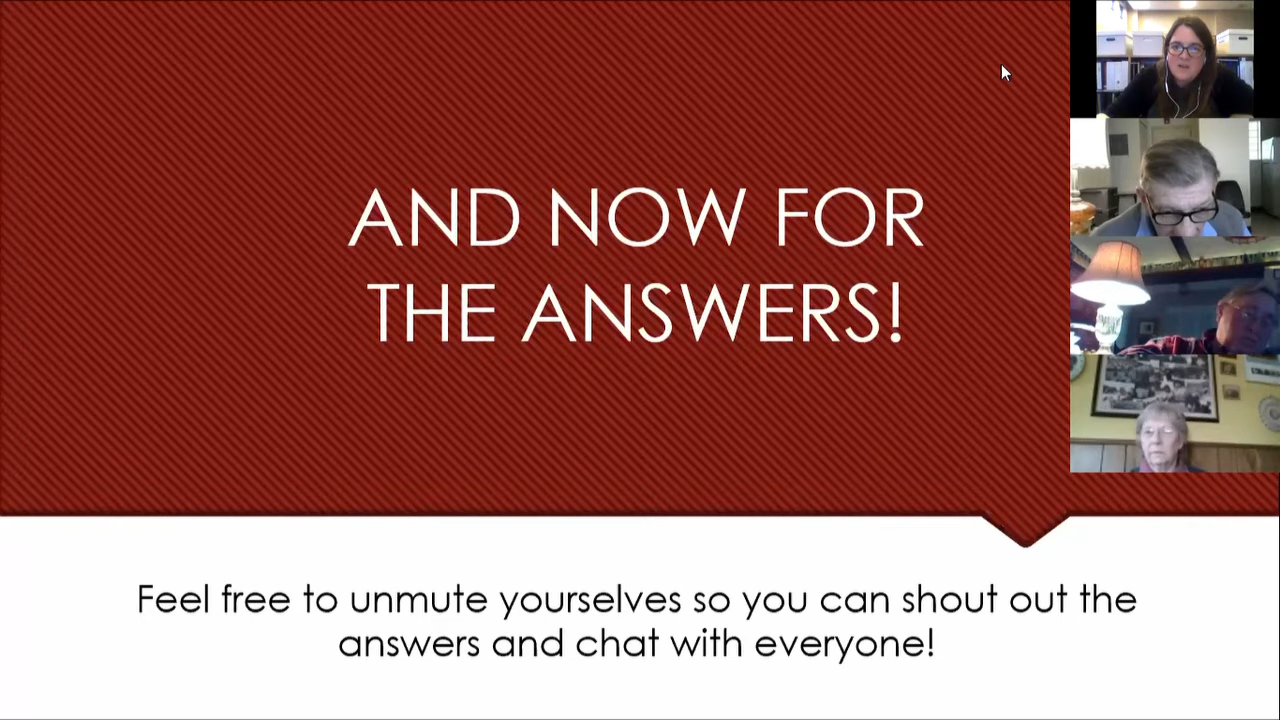 AND NOW FOR
THE ANSWERS!
Feel free to unmute yourselves so you can shout out the
answers and chat with everyone!